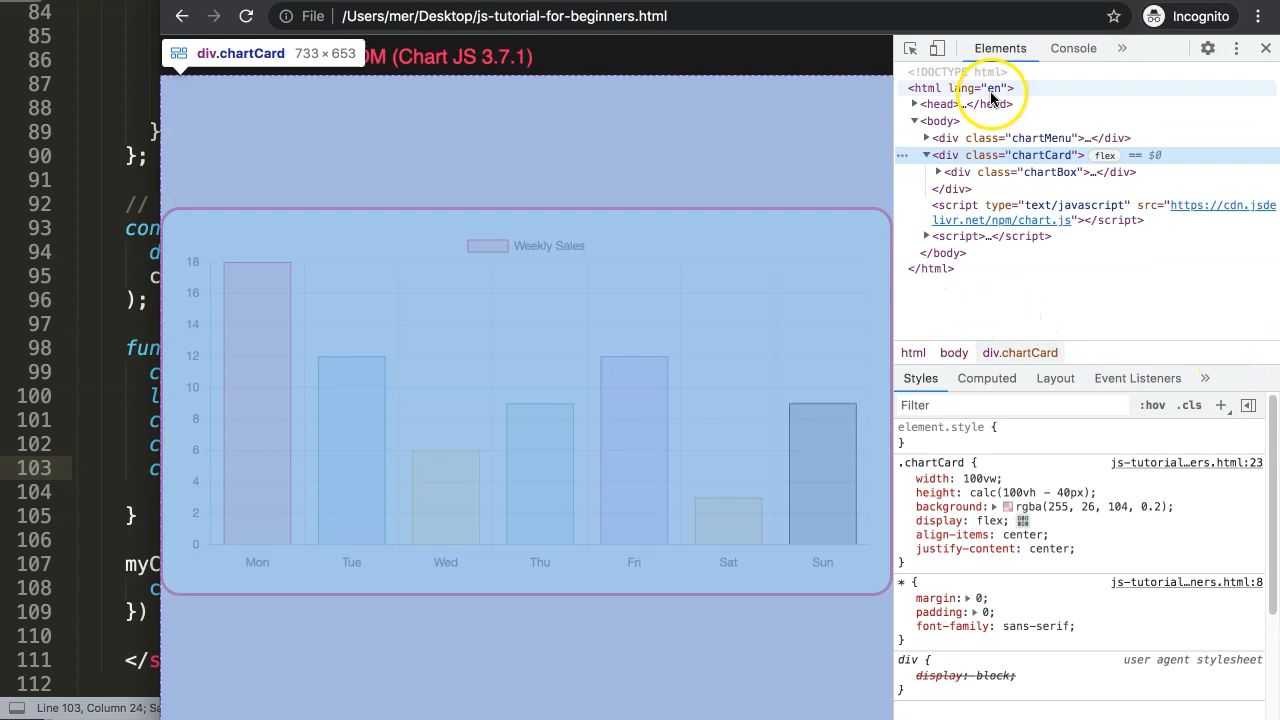 84
85
86
87
88
89 }
90 };
91
92 //
93 con
94 d
95 c
96 );
97
98 fun
99 c
100 l
101 c
102 c
103 c
104
105 }
106
107 myC
108 c
109 })
110
111 </s
112
Line 103, Column 24; Sa
File /Users/mer/Desktop/js-tutorial-for-beginners.html
Incognito
div.chartCard 733 × 653
OM (Chart JS 3.7.1)
Weekly Sales
18
16
14
12
10
8
6
4
2
0
Mon Tue Wed Thu Fri Sat Sun
Elements Console »
<!DOCTYPE html>
<html lang="en">
<head>…</head>
<body>
<div class="chartMenu">…</div>
<div class="chartCard"> flex == $0
<div class="chartBox">…</div>
</div>
<script type="text/javascript" src="https://cdn.jsde
livr.net/npm/chart.js"></script>
<script>…</script>
</body>
</html>
html body div.chartCard
Styles Computed Layout Event Listeners »
Filter :hov .cls +
element.style {
}
.chartCard { js-tutorial…ers.html:23
width: 100vw;
height: calc(100vh - 40px);
background: rgba(255, 26, 104, 0.2);
display: flex;
align-items: center;
justify-content: center;
}
* { js-tutorial…ners.html:8
margin: 0;
padding: 0;
font-family: sans-serif;
}
div { user agent stylesheet
display: block;
}